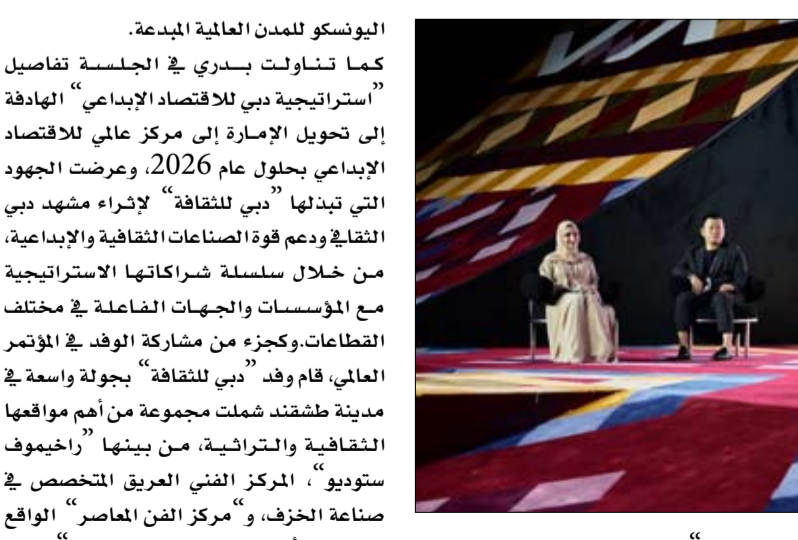 اليونسكو للمدن العالمية المبدعة.
كما تناولت بدري في الجلسة تفاصيل
”استراتيجية دبي للاقتصاد الإبداعي“ الهادفة
إلى تحويل الإمارة إلى مركز عالمي للاقتصاد
الإبداعي بحلول عام 2026، وعرضت الجهود
التي تبذلها ”دبي للثقافة“ لإثراء مشهد دبي
الثقافي ودعم قوة الصناعات الثقافية والإبداعية،
من خلال سلسلة شراكاتها الاستراتيجية
مع المؤسسات والجهات الفاعلة في مختلف
القطاعات.وكجزء من مشاركة الوفد في المؤتمر
العالمي، قام وفد ”دبي للثقافة“ بجولة واسعة في
مدينة طشقند شملت مجموعة من أهم مواقعها
الثقافية والتراثية، من بينها ”راخيموف
ستوديو“، المركز الفني العريق المتخصص في
صناعة الخزف، و“مركز الفن المعاصر“ الواقع